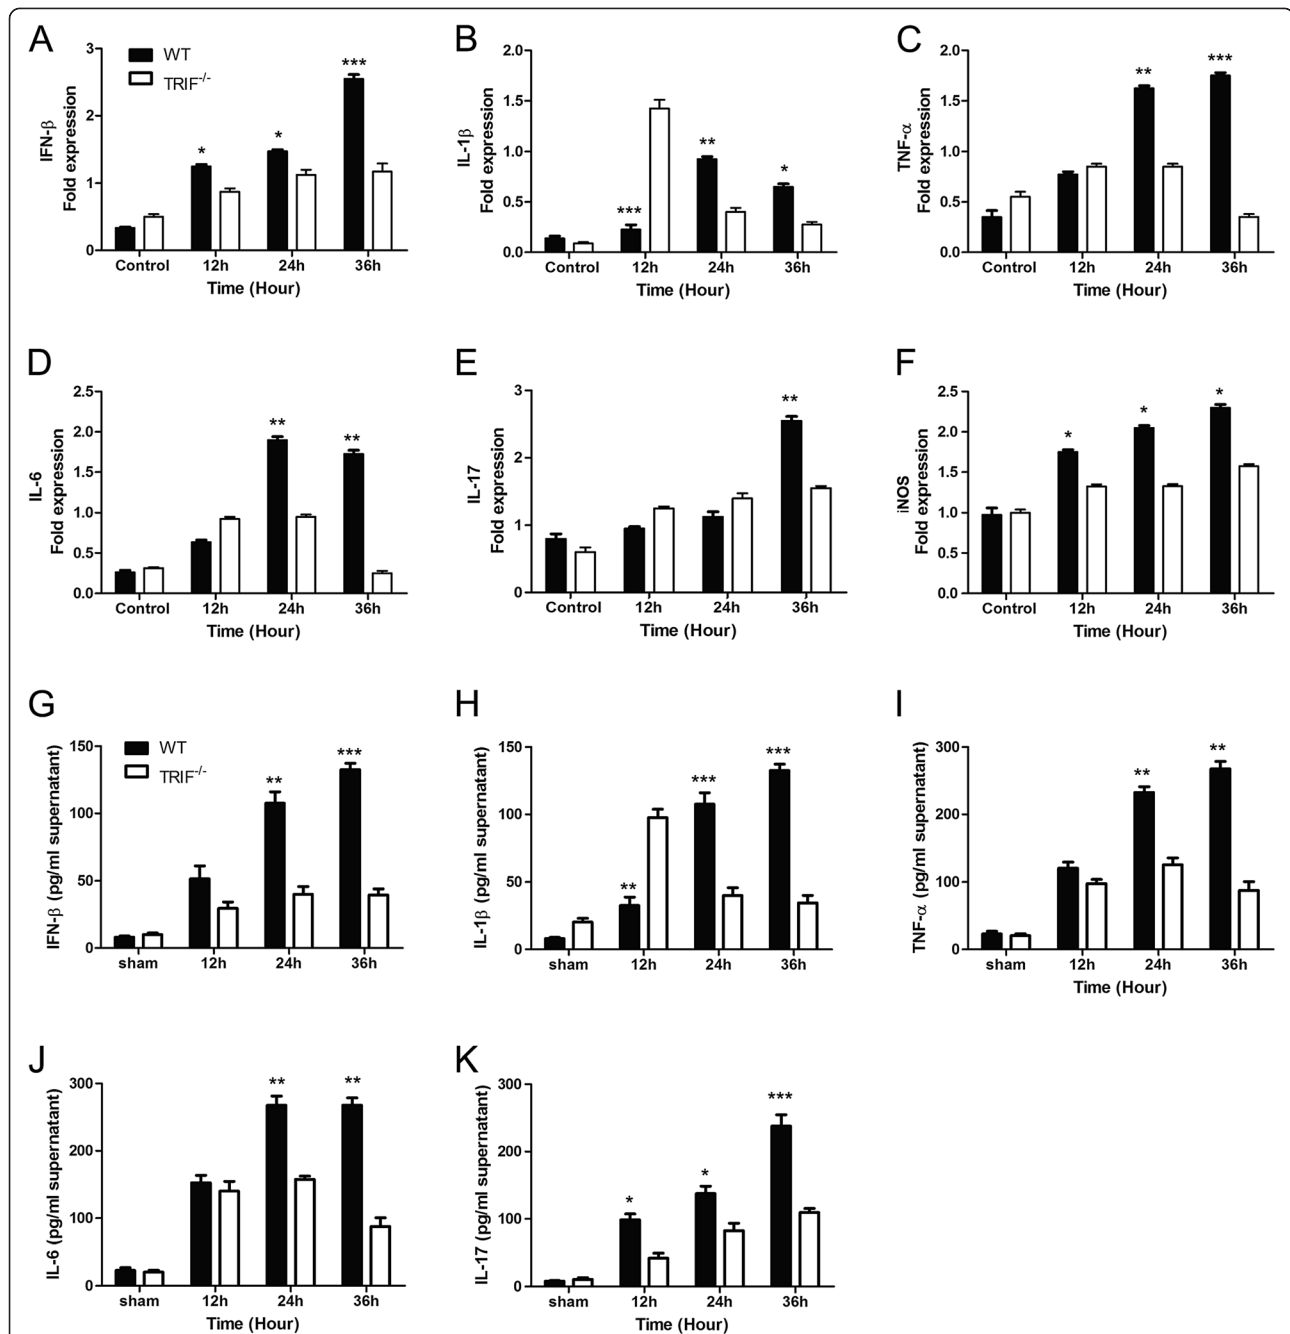 A
WT
TRIF-/-
IFN-β
Fold expression
3
2
1
0
*
*
***
Control 12h 24h 36h
Time (Hour)
B
IL-1β
Fold expression
2.0
1.5
1.0
0.5
0.0
***
**
*
Control 12h 24h 36h
Time (Hour)
C
TNF-α
Fold expression
2.0
1.5
1.0
0.5
0.0
**
***
Control 12h 24h 36h
Time (Hour)
D
IL-6
Fold expression
2.5
2.0
1.5
1.0
0.5
0.0
**
**
Control 12h 24h 36h
Time (Hour)
E
IL-17
Fold expression
3
2
1
0
**
Control 12h 24h 36h
Time (Hour)
F
iNOS
Fold expression
2.5
2.0
1.5
1.0
0.5
0.0
*
*
*
Control 12h 24h 36h
Time (Hour)
G
WT
TRIF-/-
IFN-β (pg/ml supernatant)
150
100
50
0
**
***
sham 12h 24h 36h
Time (Hour)
H
IL-1β (pg/ml supernatant)
150
100
50
0
**
***
***
sham 12h 24h 36h
Time (Hour)
I
TNF-α (pg/ml supernatant)
300
200
100
0
**
**
sham 12h 24h 36h
Time (Hour)
J
IL-6 (pg/ml supernatant)
300
200
100
0
**
**
sham 12h 24h 36h
Time (Hour)
K
IL-17 (pg/ml supernatant)
300
200
100
0
*
*
***
sham 12h 24h 36h
Time (Hour)